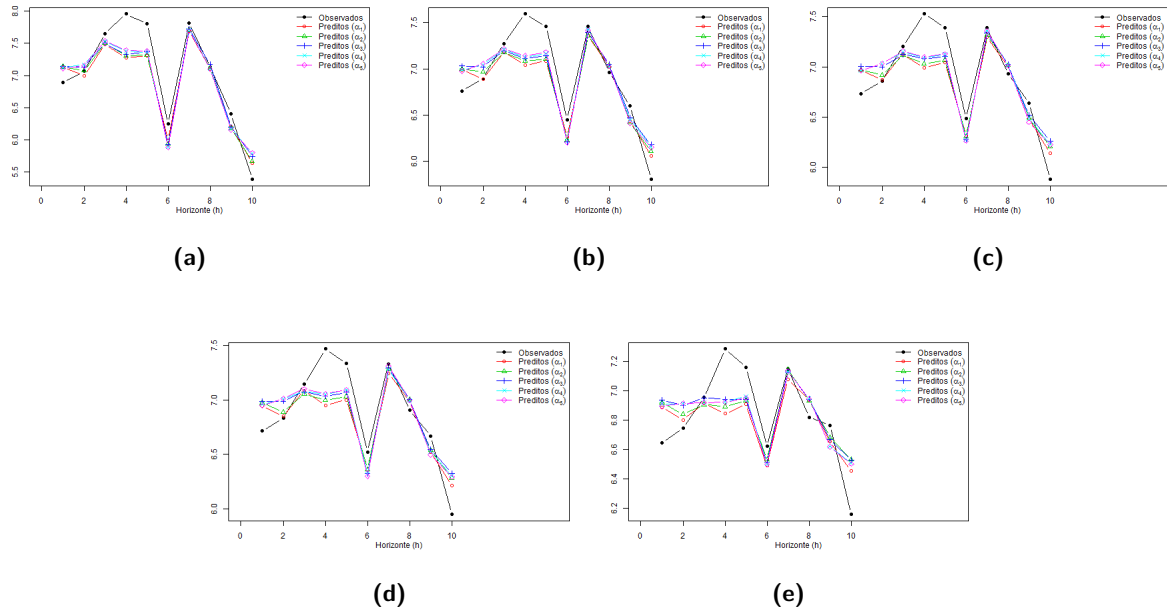 8.0
7.5
7.0
6.5
6.0
5.5
0 2 4 6 8 10
Horizonte (h)
Observados
Preditos (α₁)
Preditos (α₂)
Preditos (α₃)
Preditos (α₄)
Preditos (α₅)
(a)
7.5
7.0
6.5
6.0
0 2 4 6 8 10
Horizonte (h)
Observados
Preditos (α₁)
Preditos (α₂)
Preditos (α₃)
Preditos (α₄)
Preditos (α₅)
(b)
7.5
7.0
6.5
6.0
0 2 4 6 8 10
Horizonte (h)
Observados
Preditos (α₁)
Preditos (α₂)
Preditos (α₃)
Preditos (α₄)
Preditos (α₅)
(c)
7.5
7.0
6.5
6.0
0 2 4 6 8 10
Horizonte (h)
Observados
Preditos (α₁)
Preditos (α₂)
Preditos (α₃)
Preditos (α₄)
Preditos (α₅)
(d)
7.2
7.0
6.8
6.6
6.4
6.2
0 2 4 6 8 10
Horizonte (h)
Observados
Preditos (α₁)
Preditos (α₂)
Preditos (α₃)
Preditos (α₄)
Preditos (α₅)
(e)